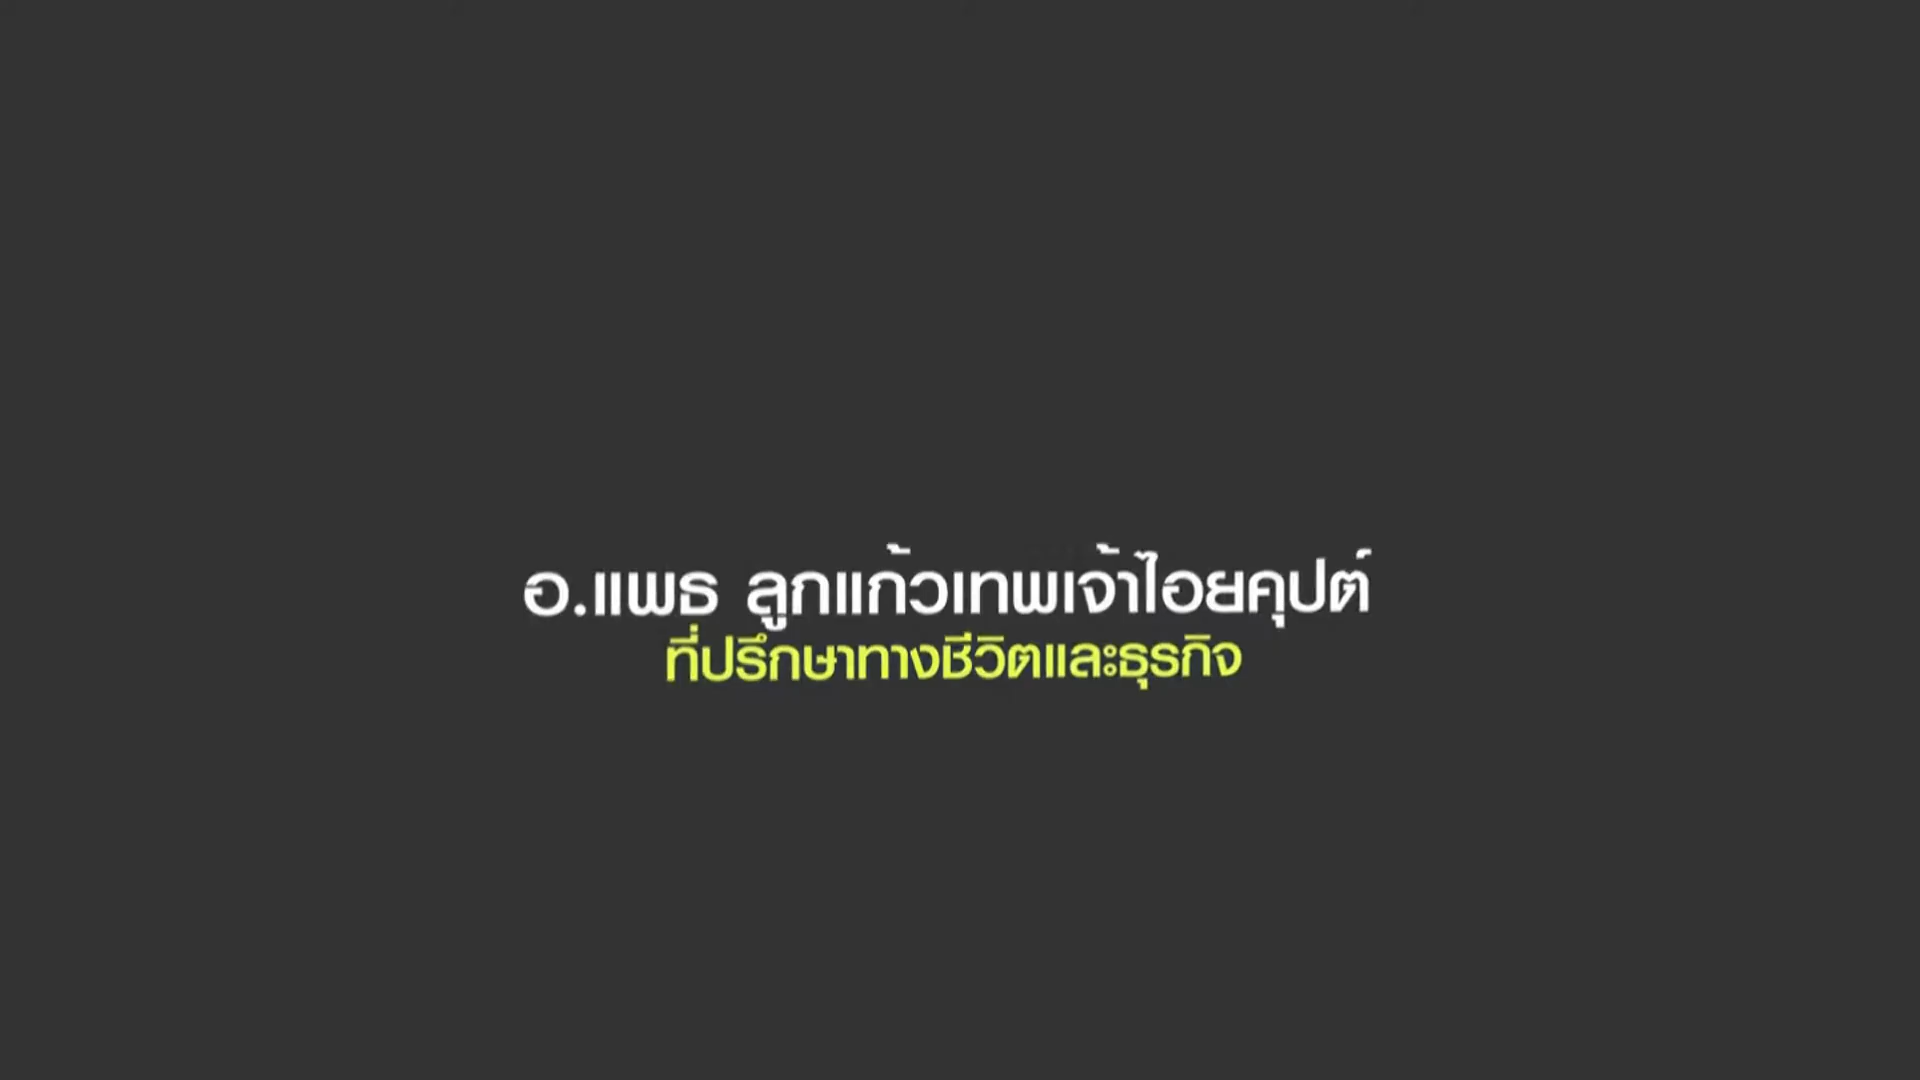 อ.แพธ ลูกแก้วเทพเจ้าไอยคุปต์
ที่ปรึกษาทางชีวิตและธุรกิจ